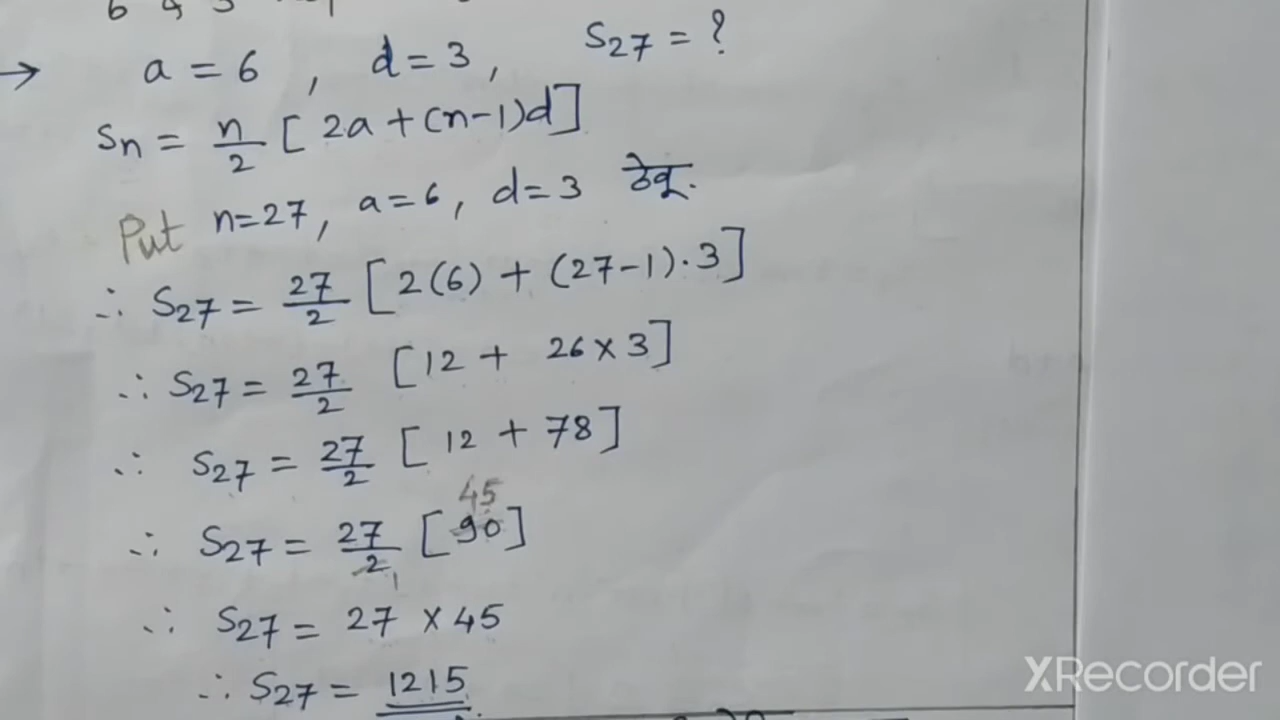 → a = 6 , d = 3 , S27 = ?
Sn = n/2 [ 2a + (n-1)d ]
Put n=27, a=6, d=3 ठेवू.
∴ S27 = 27/2 [ 2(6) + (27-1)·3 ]
∴ S27 = 27/2 [ 12 + 26 × 3 ]
∴ S27 = 27/2 [ 12 + 78 ]
45
∴ S27 = 27/2 [ 90 ]
1
∴ S27 = 27 × 45
∴ S27 = 1215
XRecorder